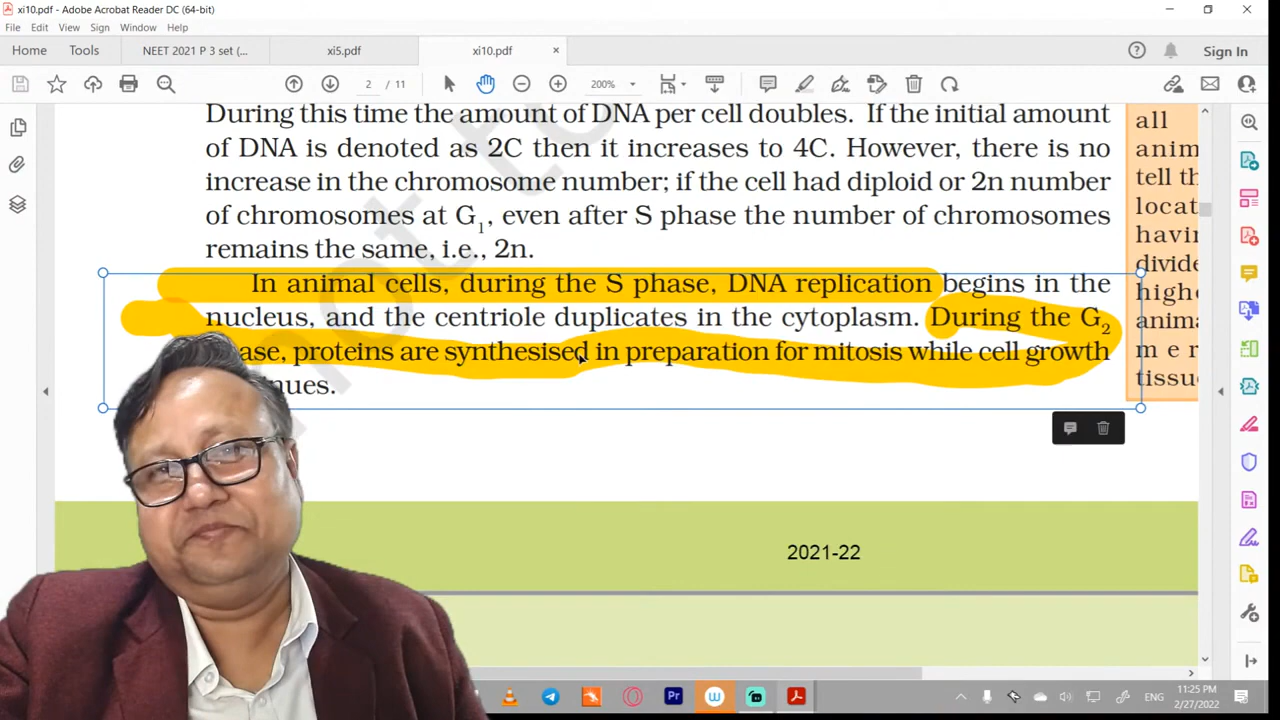 xi10.pdf - Adobe Acrobat Reader DC (64-bit)
File Edit View Sign Window Help
Home Tools NEET 2021 P 3 set (... xi5.pdf xi10.pdf × Sign In
2 / 11 200%
During this time the amount of DNA per cell doubles. If the initial amount
of DNA is denoted as 2C then it increases to 4C. However, there is no
increase in the chromosome number; if the cell had diploid or 2n number
of chromosomes at G1, even after S phase the number of chromosomes
remains the same, i.e., 2n.
In animal cells, during the S phase, DNA replication begins in the
nucleus, and the centriole duplicates in the cytoplasm. During the G2
ase, proteins are synthesised in preparation for mitosis while cell growth
nues.
all
anim
tell th
locat
havin
divide
highe
anima
m e r
tissue
2021-22
Pr
W
ENG
11:25 PM
2/27/2022